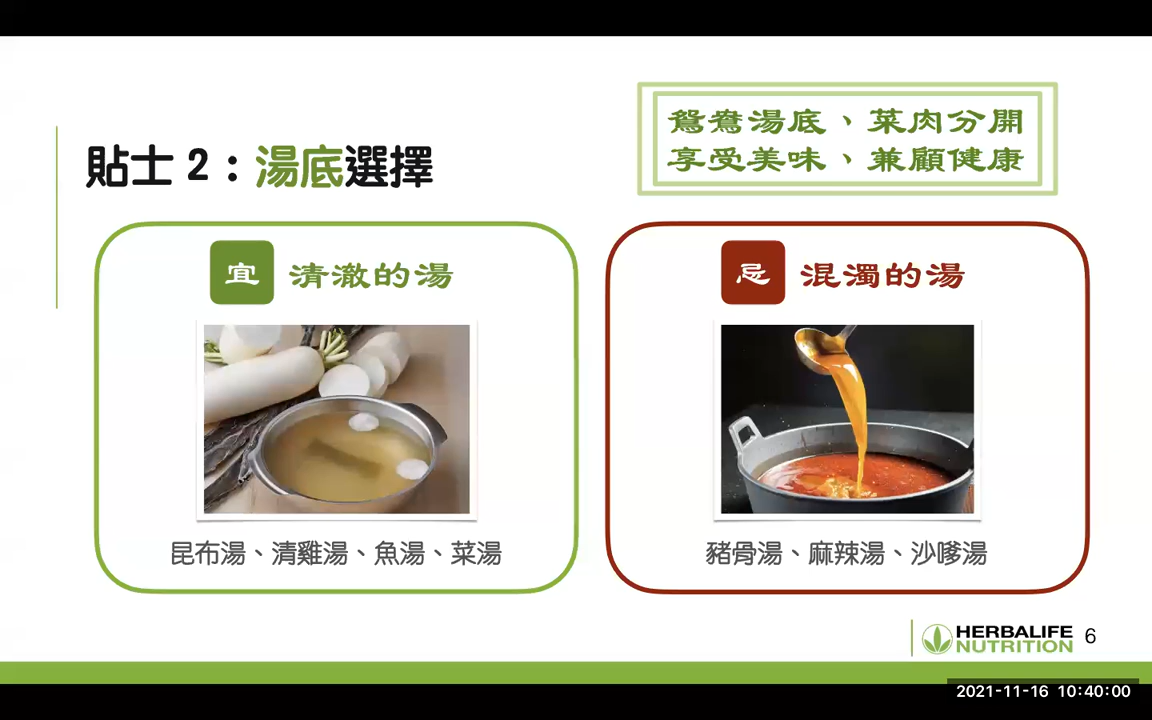 鴛鴦湯底、菜肉分開
享受美味、兼顧健康
貼士 2：湯底選擇
宜 清澈的湯
昆布湯、清雞湯、魚湯、菜湯
忌 混濁的湯
豬骨湯、麻辣湯、沙嗲湯
HERBALIFE
NUTRITION
6
2021-11-16 10:40:00